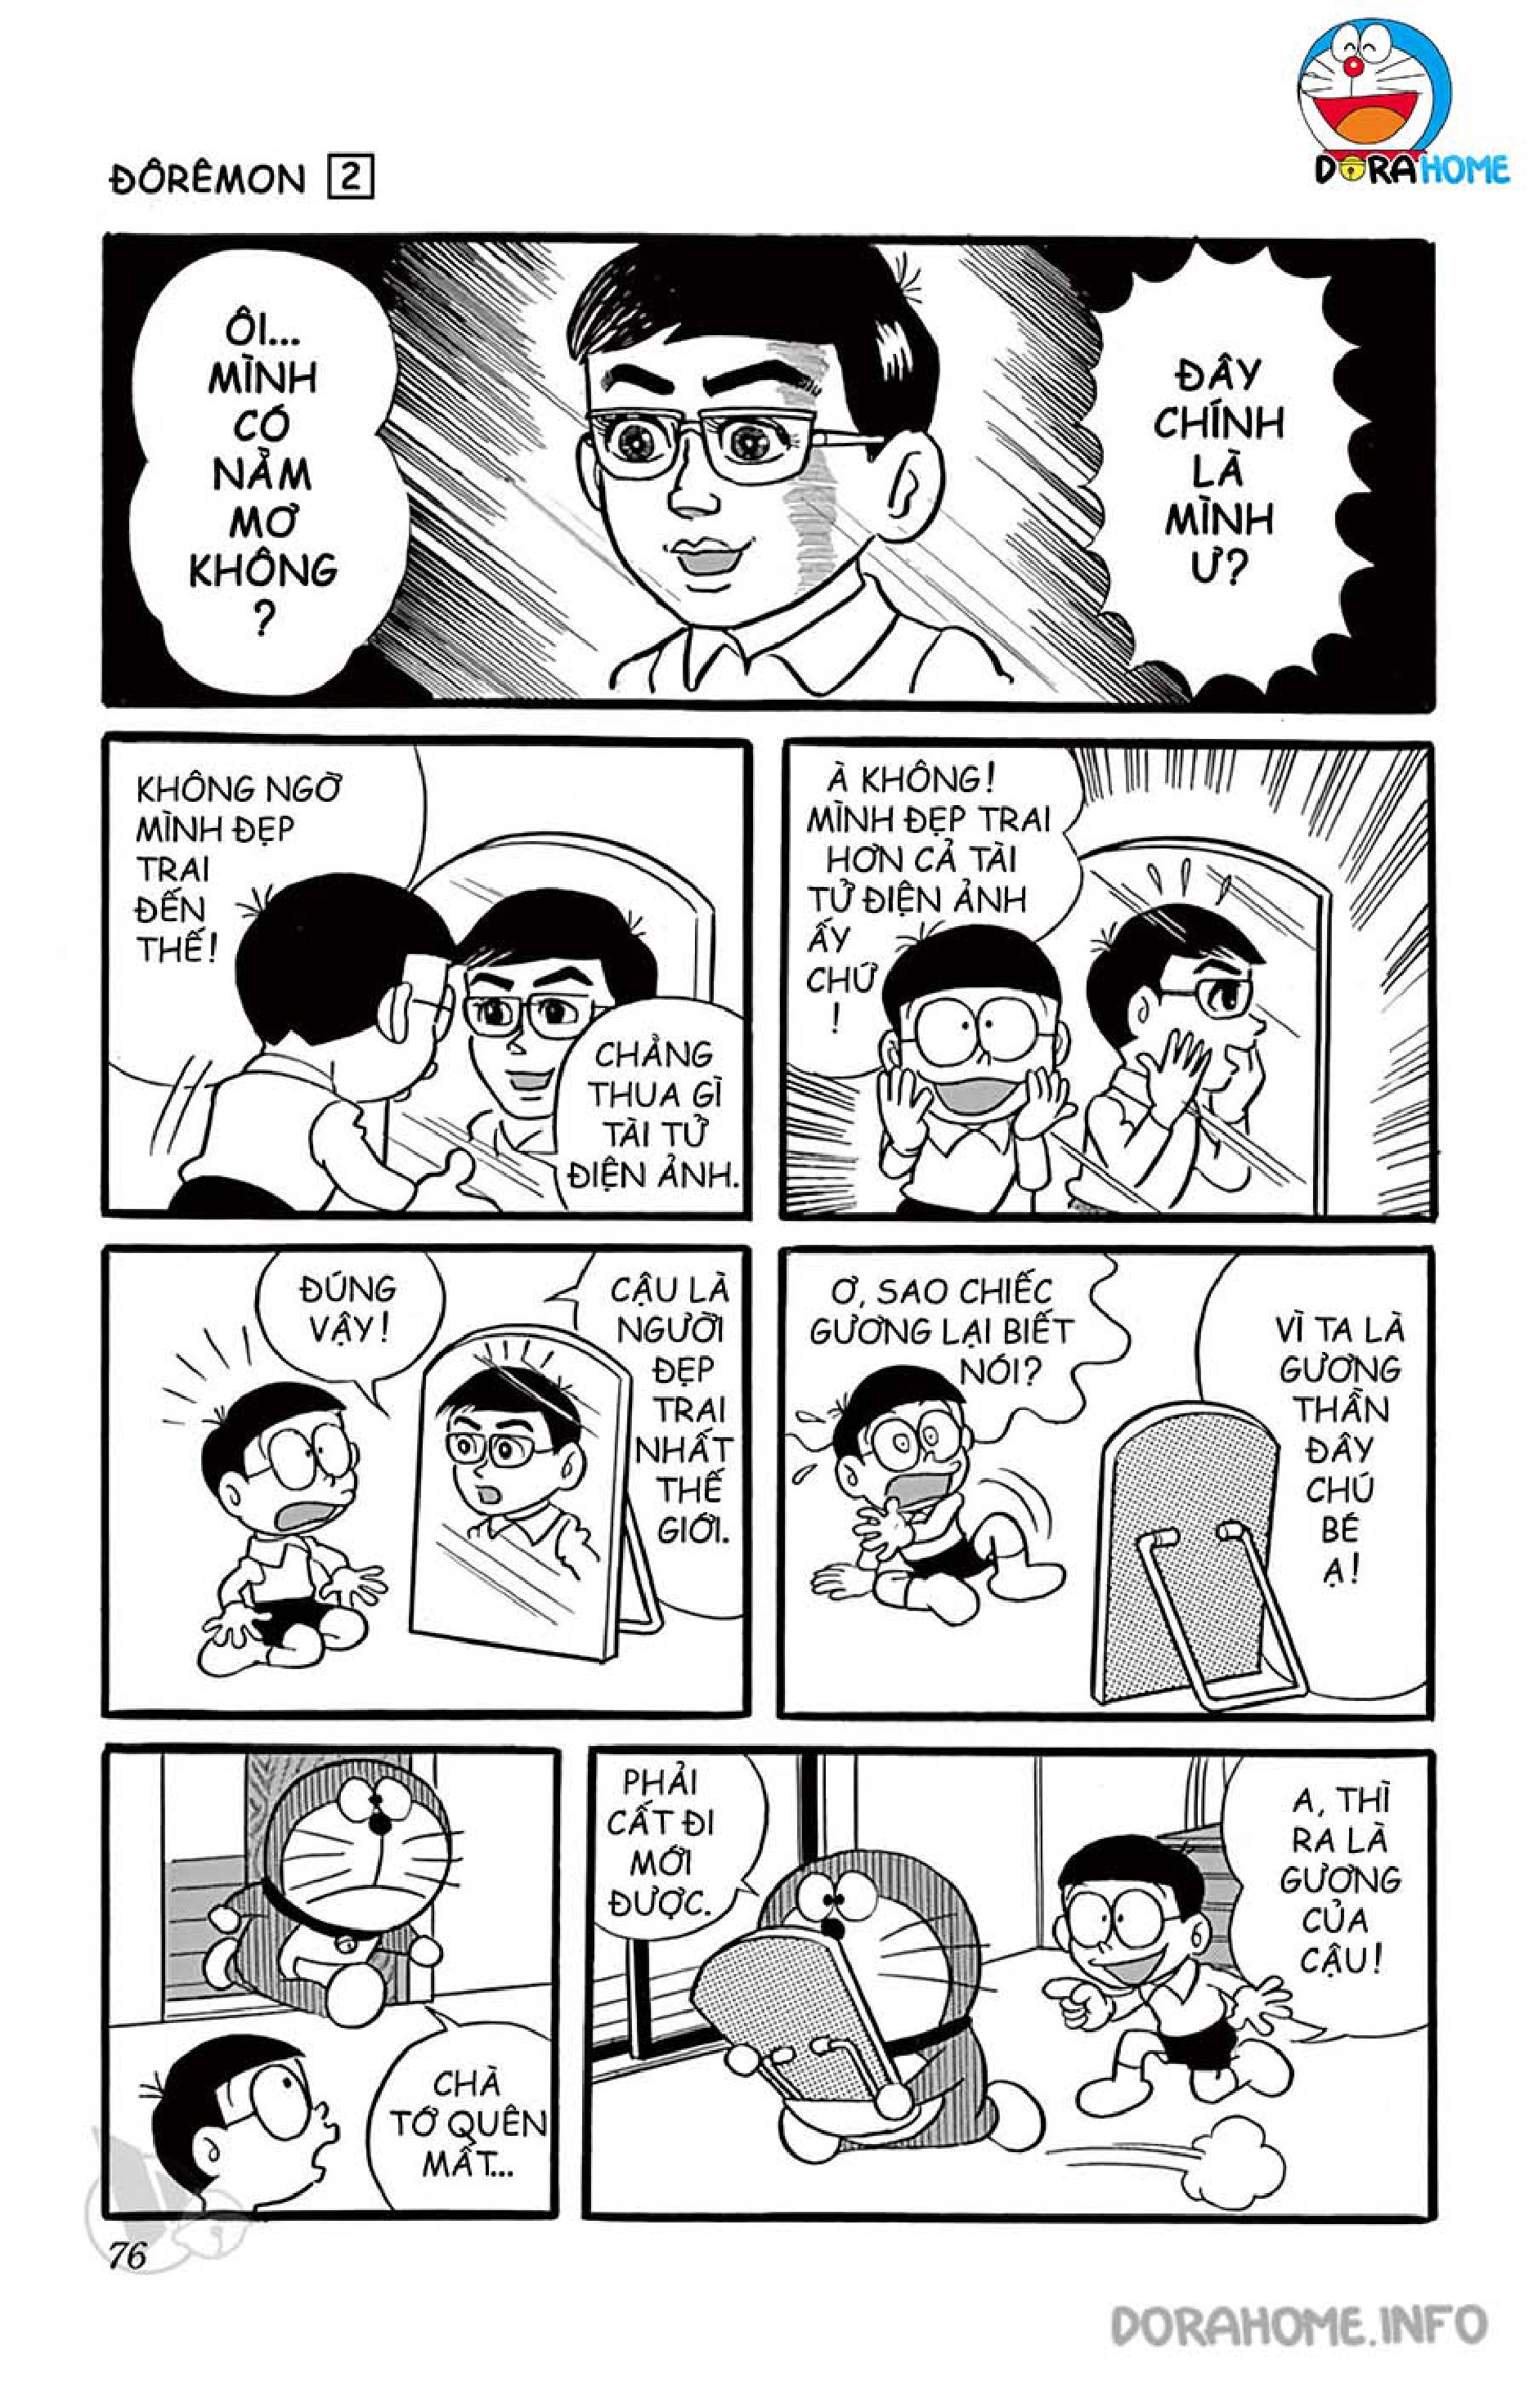 DORAHOME
ĐÔRÊMON 2
ÔI...
MÌNH
CÓ
NẰM
MƠ
KHÔNG
?
ĐÂY
CHÍNH
LÀ
MÌNH
Ư?
KHÔNG NGỜ
MÌNH ĐẸP
TRAI
ĐẾN
THẾ!
CHẲNG
THUA GÌ
TÀI TỬ
ĐIỆN ẢNH.
À KHÔNG!
MÌNH ĐẸP TRAI
HƠN CẢ TÀI
TỬ ĐIỆN ẢNH
ẤY
CHỨ
!
ĐÚNG
VẬY!
CẬU LÀ
NGƯỜI
ĐẸP
TRAI
NHẤT
THẾ
GIỚI.
Ơ, SAO CHIẾC
GƯƠNG LẠI BIẾT
NÓI?
VÌ TA LÀ
GƯƠNG
THẦN
ĐÂY
CHÚ
BÉ
Ạ!
CHÀ
TỚ QUÊN
MẤT...
PHẢI
CẤT ĐI
MỚI
ĐƯỢC.
A, THÌ
RA LÀ
GƯƠNG
CỦA
CẬU!
76
DORAHOME.INFO